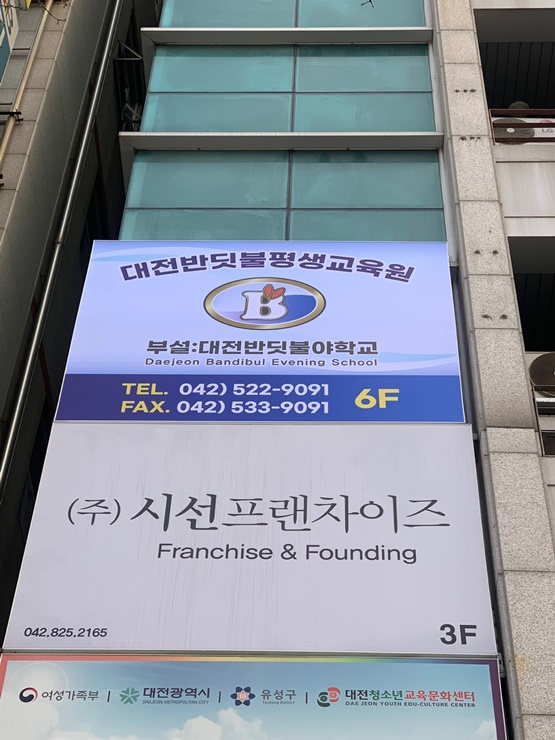 대전반딧불평생교육원
B
부설:대전반딧불야학교
Daejeon Bandibul Evening School
TEL. 042) 522-9091
FAX. 042) 533-9091
6F
(주) 시선프랜차이즈
Franchise & Founding
042.825.2165
3F
여성가족부 | 대전광역시 | 유성구 | 대전청소년교육문화센터
DAEJEON METROPOLITAN CITY
DAE JEON YOUTH EDU-CULTURE CENTER
LG